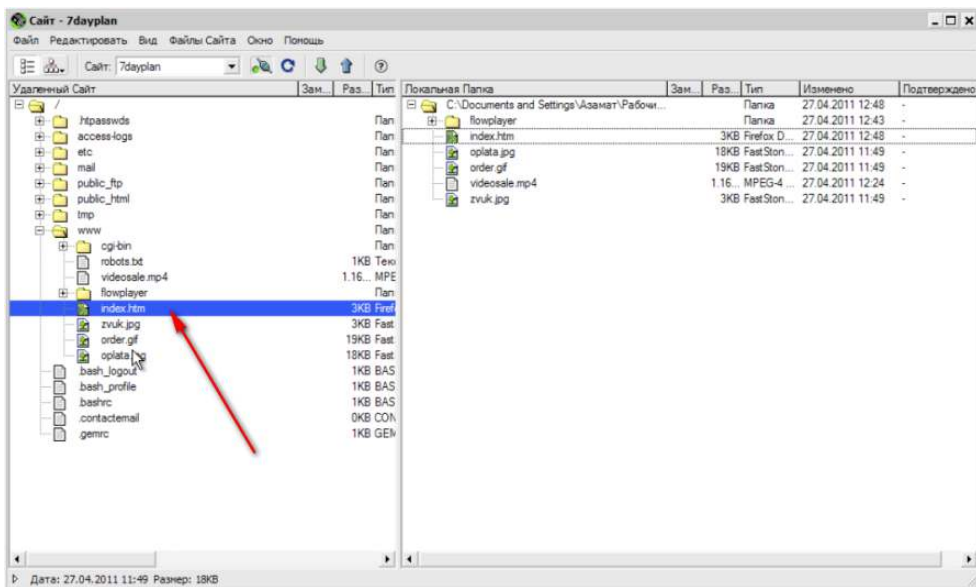 Сайт - 7dayplan
Файл Редактировать Вид Файлы Сайта Окно Помощь
Сайт: 7dayplan
Удаленный Сайт Зам... Раз... Тип
/
.htpasswds Пап
access-logs Пап
etc Пап
mail Пап
public_ftp Пап
public_html Пап
tmp Пап
www Пап
cgi-bin Пап
robots.txt 1KB Текс
videosale.mp4 1.16... MPE
flowplayer Пап
index.htm 3KB Firef
zvuk.jpg 3KB Fast
order.gif 19KB Fast
oplata.jpg 18KB Fast
.bash_logout 1KB BAS
.bash_profile 1KB BAS
.bashrc 1KB BAS
.contactemail 0KB CON
.gemrc 1KB GEM
Локальная Папка Зам... Раз... Тип Изменено Подтверждено
C:\Documents and Settings\Азамат\Рабочи... Папка 27.04.2011 12:48 -
flowplayer Папка 27.04.2011 12:43 -
index.htm 3KB Firefox D... 27.04.2011 12:48 -
oplata.jpg 18KB FastSton... 27.04.2011 11:49 -
order.gif 19KB FastSton... 27.04.2011 11:49 -
videosale.mp4 1.16... MPEG-4 ... 27.04.2011 12:24 -
zvuk.jpg 3KB FastSton... 27.04.2011 11:49 -
Дата: 27.04.2011 11:49 Размер: 18KB